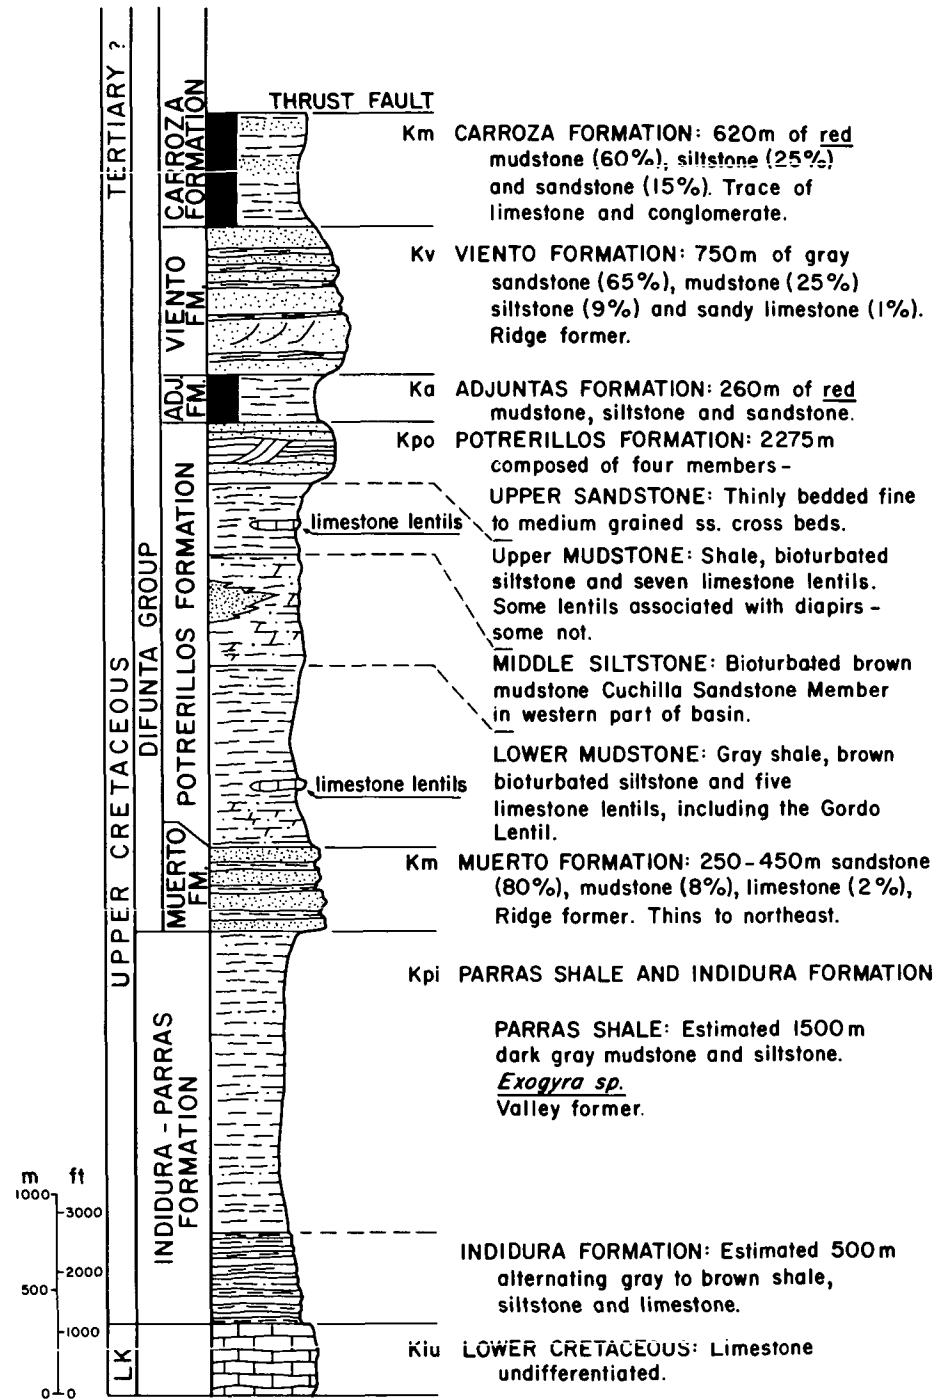 TERTIARY ?
UPPER CRETACEOUS
LK
DIFUNTA GROUP
CARROZA
FORMATION
VIENTO
FM.
ADJ.
FM.
POTRERILLOS FORMATION
MUERTO
FM.
INDIDURA - PARRAS
FORMATION
THRUST FAULT
Km CARROZA FORMATION: 620m of red
mudstone (60%), siltstone (25%)
and sandstone (15%). Trace of
limestone and conglomerate.
Kv VIENTO FORMATION: 750m of gray
sandstone (65%), mudstone (25%)
siltstone (9%) and sandy limestone (1%).
Ridge former.
Ka ADJUNTAS FORMATION: 260m of red
mudstone, siltstone and sandstone.
Kpo POTRERILLOS FORMATION: 2275m
composed of four members -
UPPER SANDSTONE: Thinly bedded fine
to medium grained ss. cross beds.
limestone lentils
Upper MUDSTONE: Shale, bioturbated
siltstone and seven limestone lentils.
Some lentils associated with diapirs -
some not.
MIDDLE SILTSTONE: Bioturbated brown
mudstone Cuchilla Sandstone Member
in western part of basin.
LOWER MUDSTONE: Gray shale, brown
bioturbated siltstone and five
limestone lentils, including the Gordo
Lentil.
limestone lentils
Km MUERTO FORMATION: 250-450m sandstone
(80%), mudstone (8%), limestone (2%),
Ridge former. Thins to northeast.
Kpi PARRAS SHALE AND INDIDURA FORMATION
PARRAS SHALE: Estimated 1500m
dark gray mudstone and siltstone.
Exogyra sp.
Valley former.
INDIDURA FORMATION: Estimated 500m
alternating gray to brown shale,
siltstone and limestone.
Klu LOWER CRETACEOUS: Limestone
undifferentiated.
m ft
1000
3000
2000
500
1000
0 0